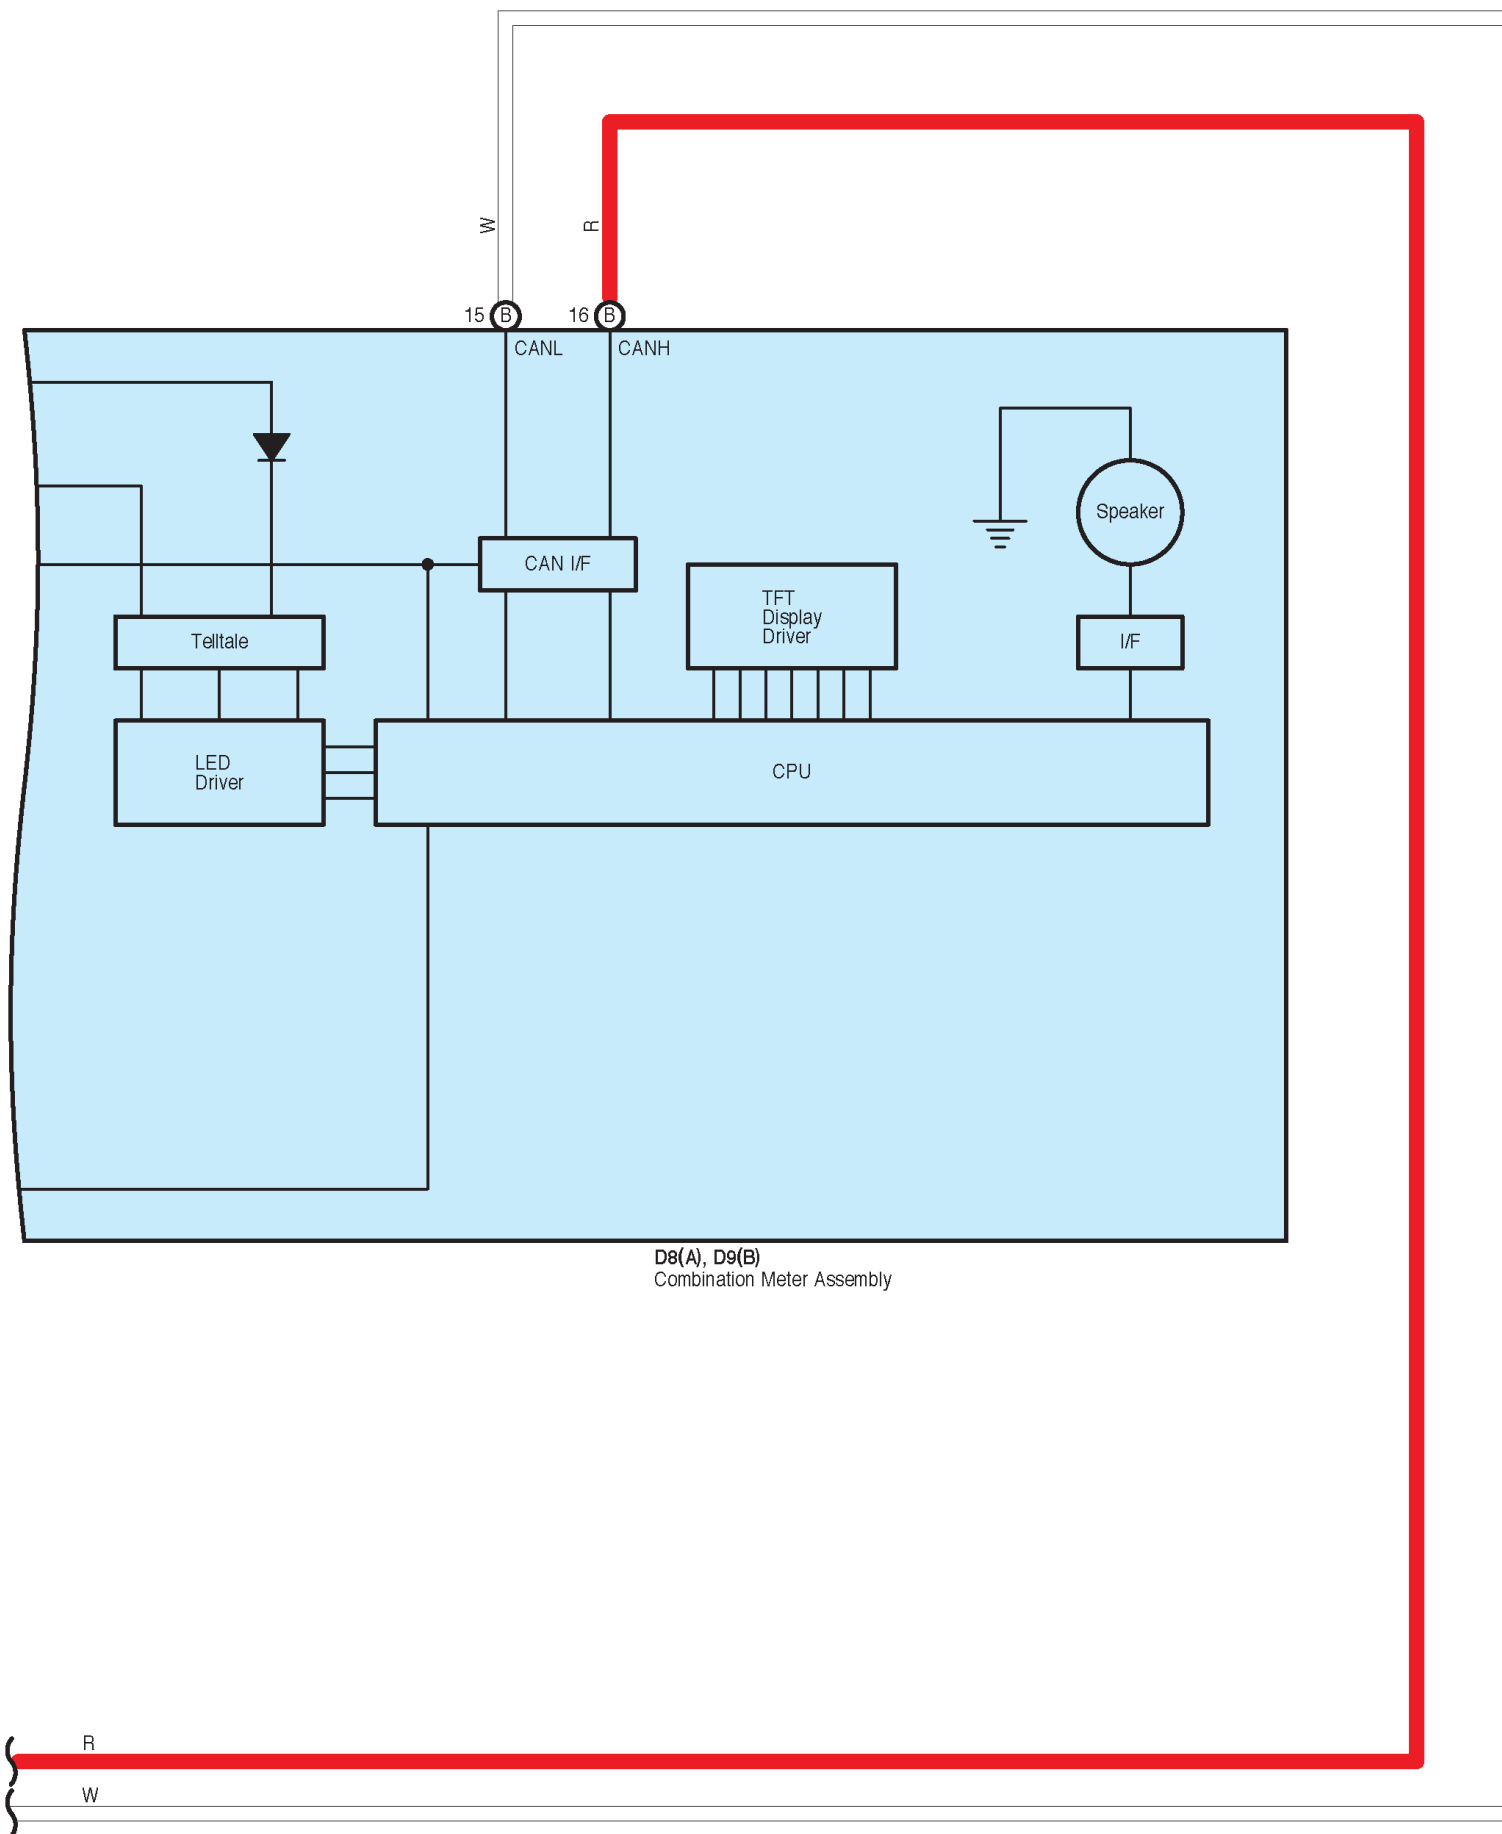 W
R
15 B
16 B
CANL
CANH
Speaker
CAN I/F
TFT
Display
Driver
Telltale
I/F
LED
Driver
CPU
D8(A), D9(B)
Combination Meter Assembly
R
W